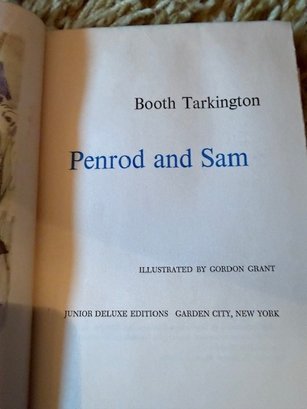 Booth Tarkington
Penrod and Sam
ILLUSTRATED BY GORDON GRANT
JUNIOR DELUXE EDITIONS GARDEN CITY, NEW YORK